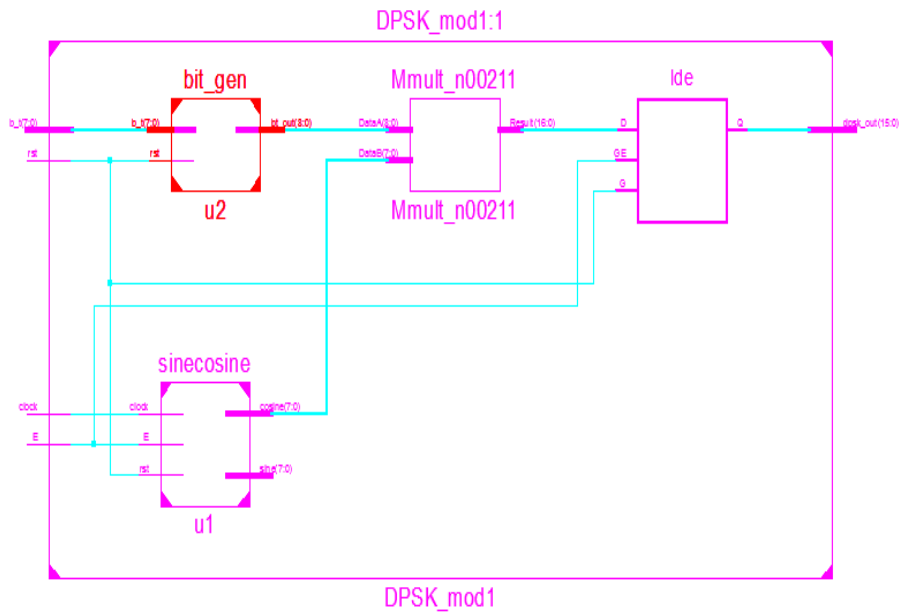 DPSK_mod1:1
bit_gen
Mmult_n00211
lde
b_t(7:0)
b_t(7:0)
bt_out(8:0)
DataA(8:0)
Result(16:0)
D
Q
dpsk_out(15:0)
rst
rst
DataB(7:0)
GE
G
u2
Mmult_n00211
sinecosine
clock
clock
cosine(7:0)
E
E
rst
sine(7:0)
u1
DPSK_mod1